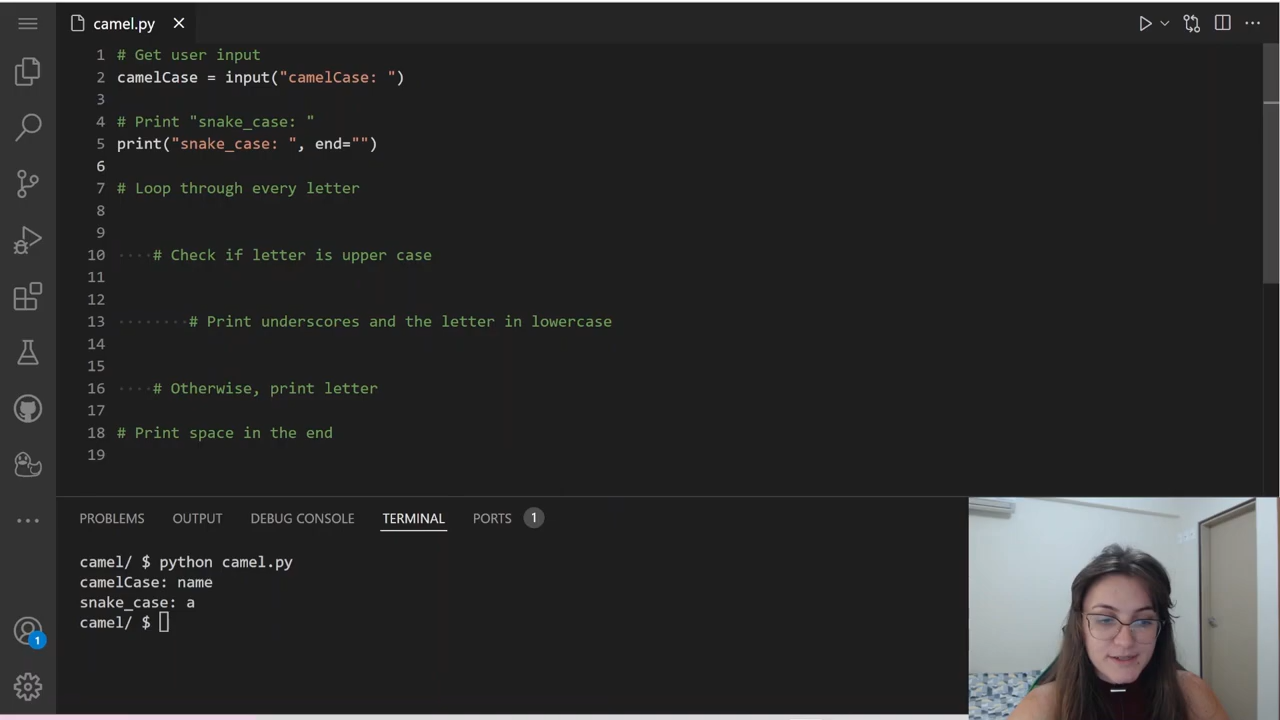 camel.py
1 # Get user input
2 camelCase = input("camelCase: ")
3
4 # Print "snake_case: "
5 print("snake_case: ", end="")
6
7 # Loop through every letter
8
9
10 ····# Check if letter is upper case
11
12
13 ········# Print underscores and the letter in lowercase
14
15
16 ····# Otherwise, print letter
17
18 # Print space in the end
19
PROBLEMS OUTPUT DEBUG CONSOLE TERMINAL PORTS 1
camel/ $ python camel.py
camelCase: name
snake_case: a
camel/ $
1